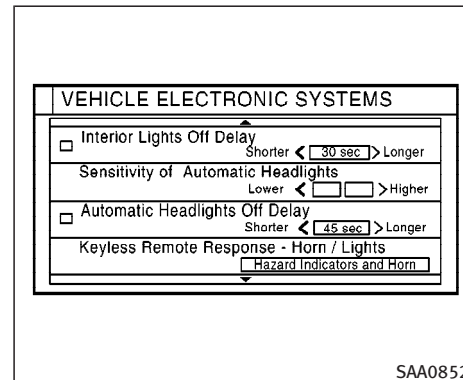 VEHICLE ELECTRONIC SYSTEMS
Interior Lights Off Delay
Shorter < 30 sec > Longer
Sensitivity of Automatic Headlights
Lower < > Higher
Automatic Headlights Off Delay
Shorter < 45 sec > Longer
Keyless Remote Response - Horn / Lights
Hazard Indicators and Horn
SAA0852